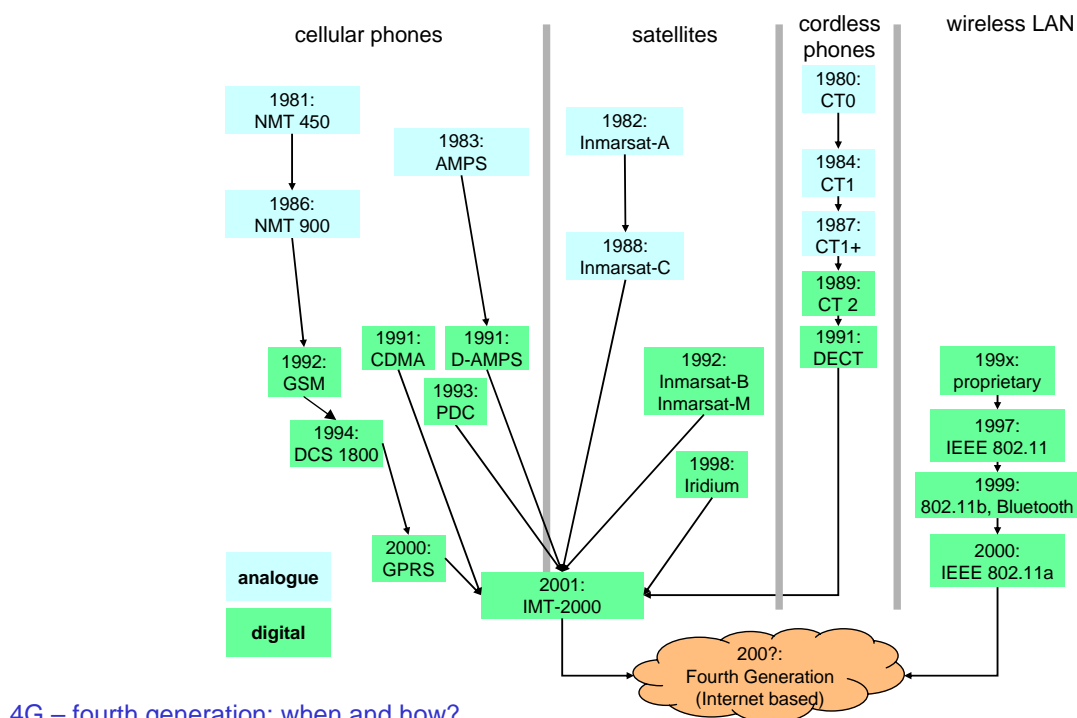 cellular phones
satellites
cordless
phones
wireless LAN
1981:
NMT 450
1986:
NMT 900
1992:
GSM
1994:
DCS 1800
2000:
GPRS
1983:
AMPS
1991:
CDMA
1991:
D-AMPS
1993:
PDC
1982:
Inmarsat-A
1988:
Inmarsat-C
1992:
Inmarsat-B
Inmarsat-M
1998:
Iridium
1980:
CT0
1984:
CT1
1987:
CT1+
1989:
CT 2
1991:
DECT
199x:
proprietary
1997:
IEEE 802.11
1999:
802.11b, Bluetooth
2000:
IEEE 802.11a
2001:
IMT-2000
200?:
Fourth Generation
(Internet based)
analogue
digital
4G – fourth generation: when and how?